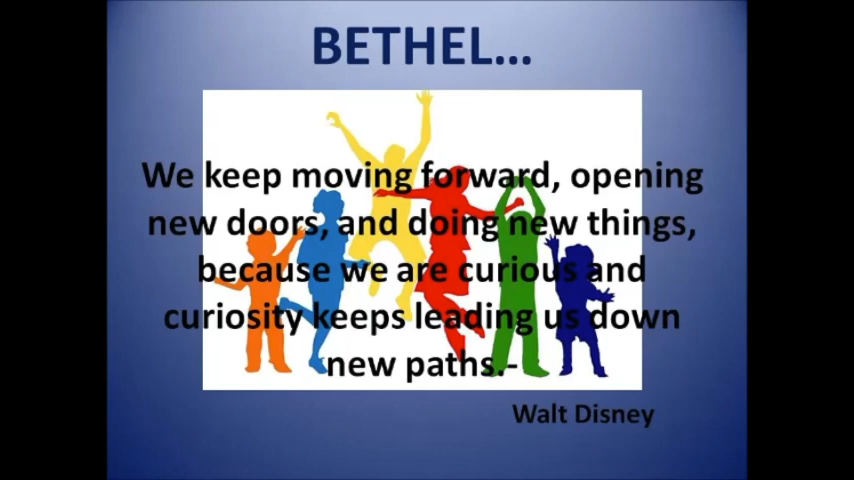 BETHEL...
We keep moving forward, opening
new doors, and doing new things,
because we are curious and
curiosity keeps leading us down
new paths.-
Walt Disney